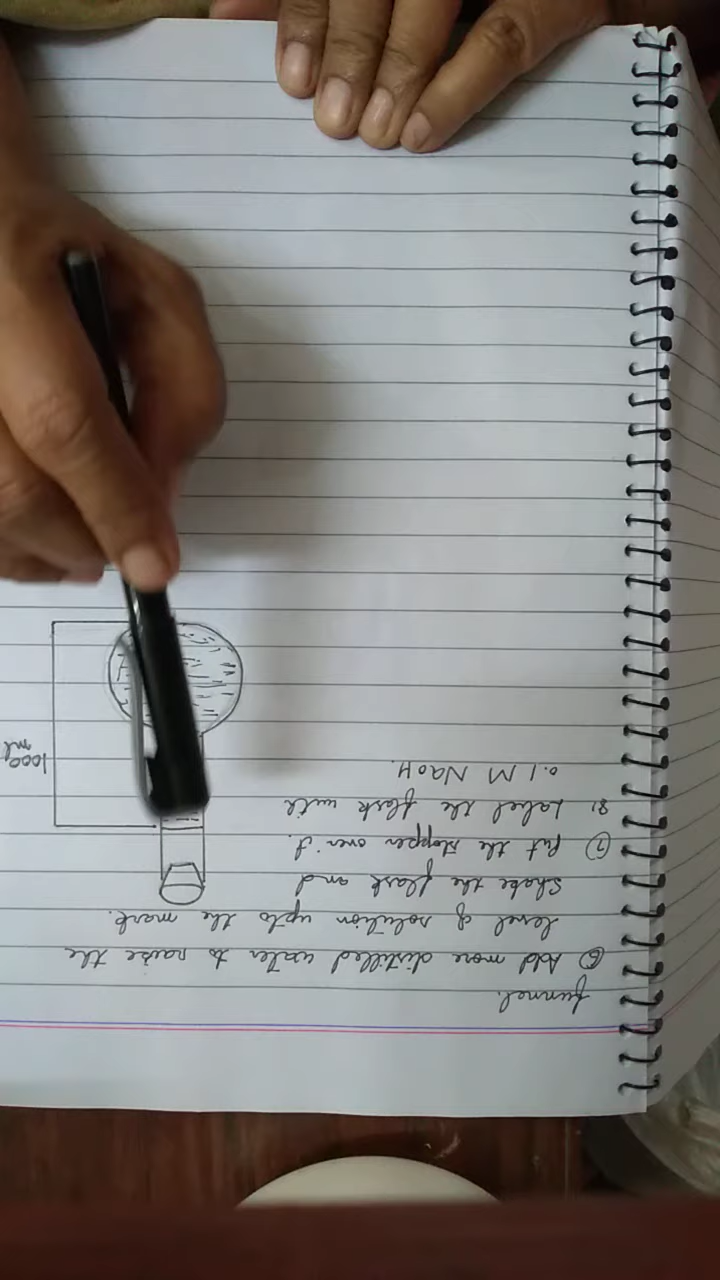 funnel.
⑥ Add more distilled water to raise the
level of solution upto the mark.
Shake the flask and
⑦ Put the stopper over it.
8. Label the flask with
0.1 M NaOH.
1000
ml